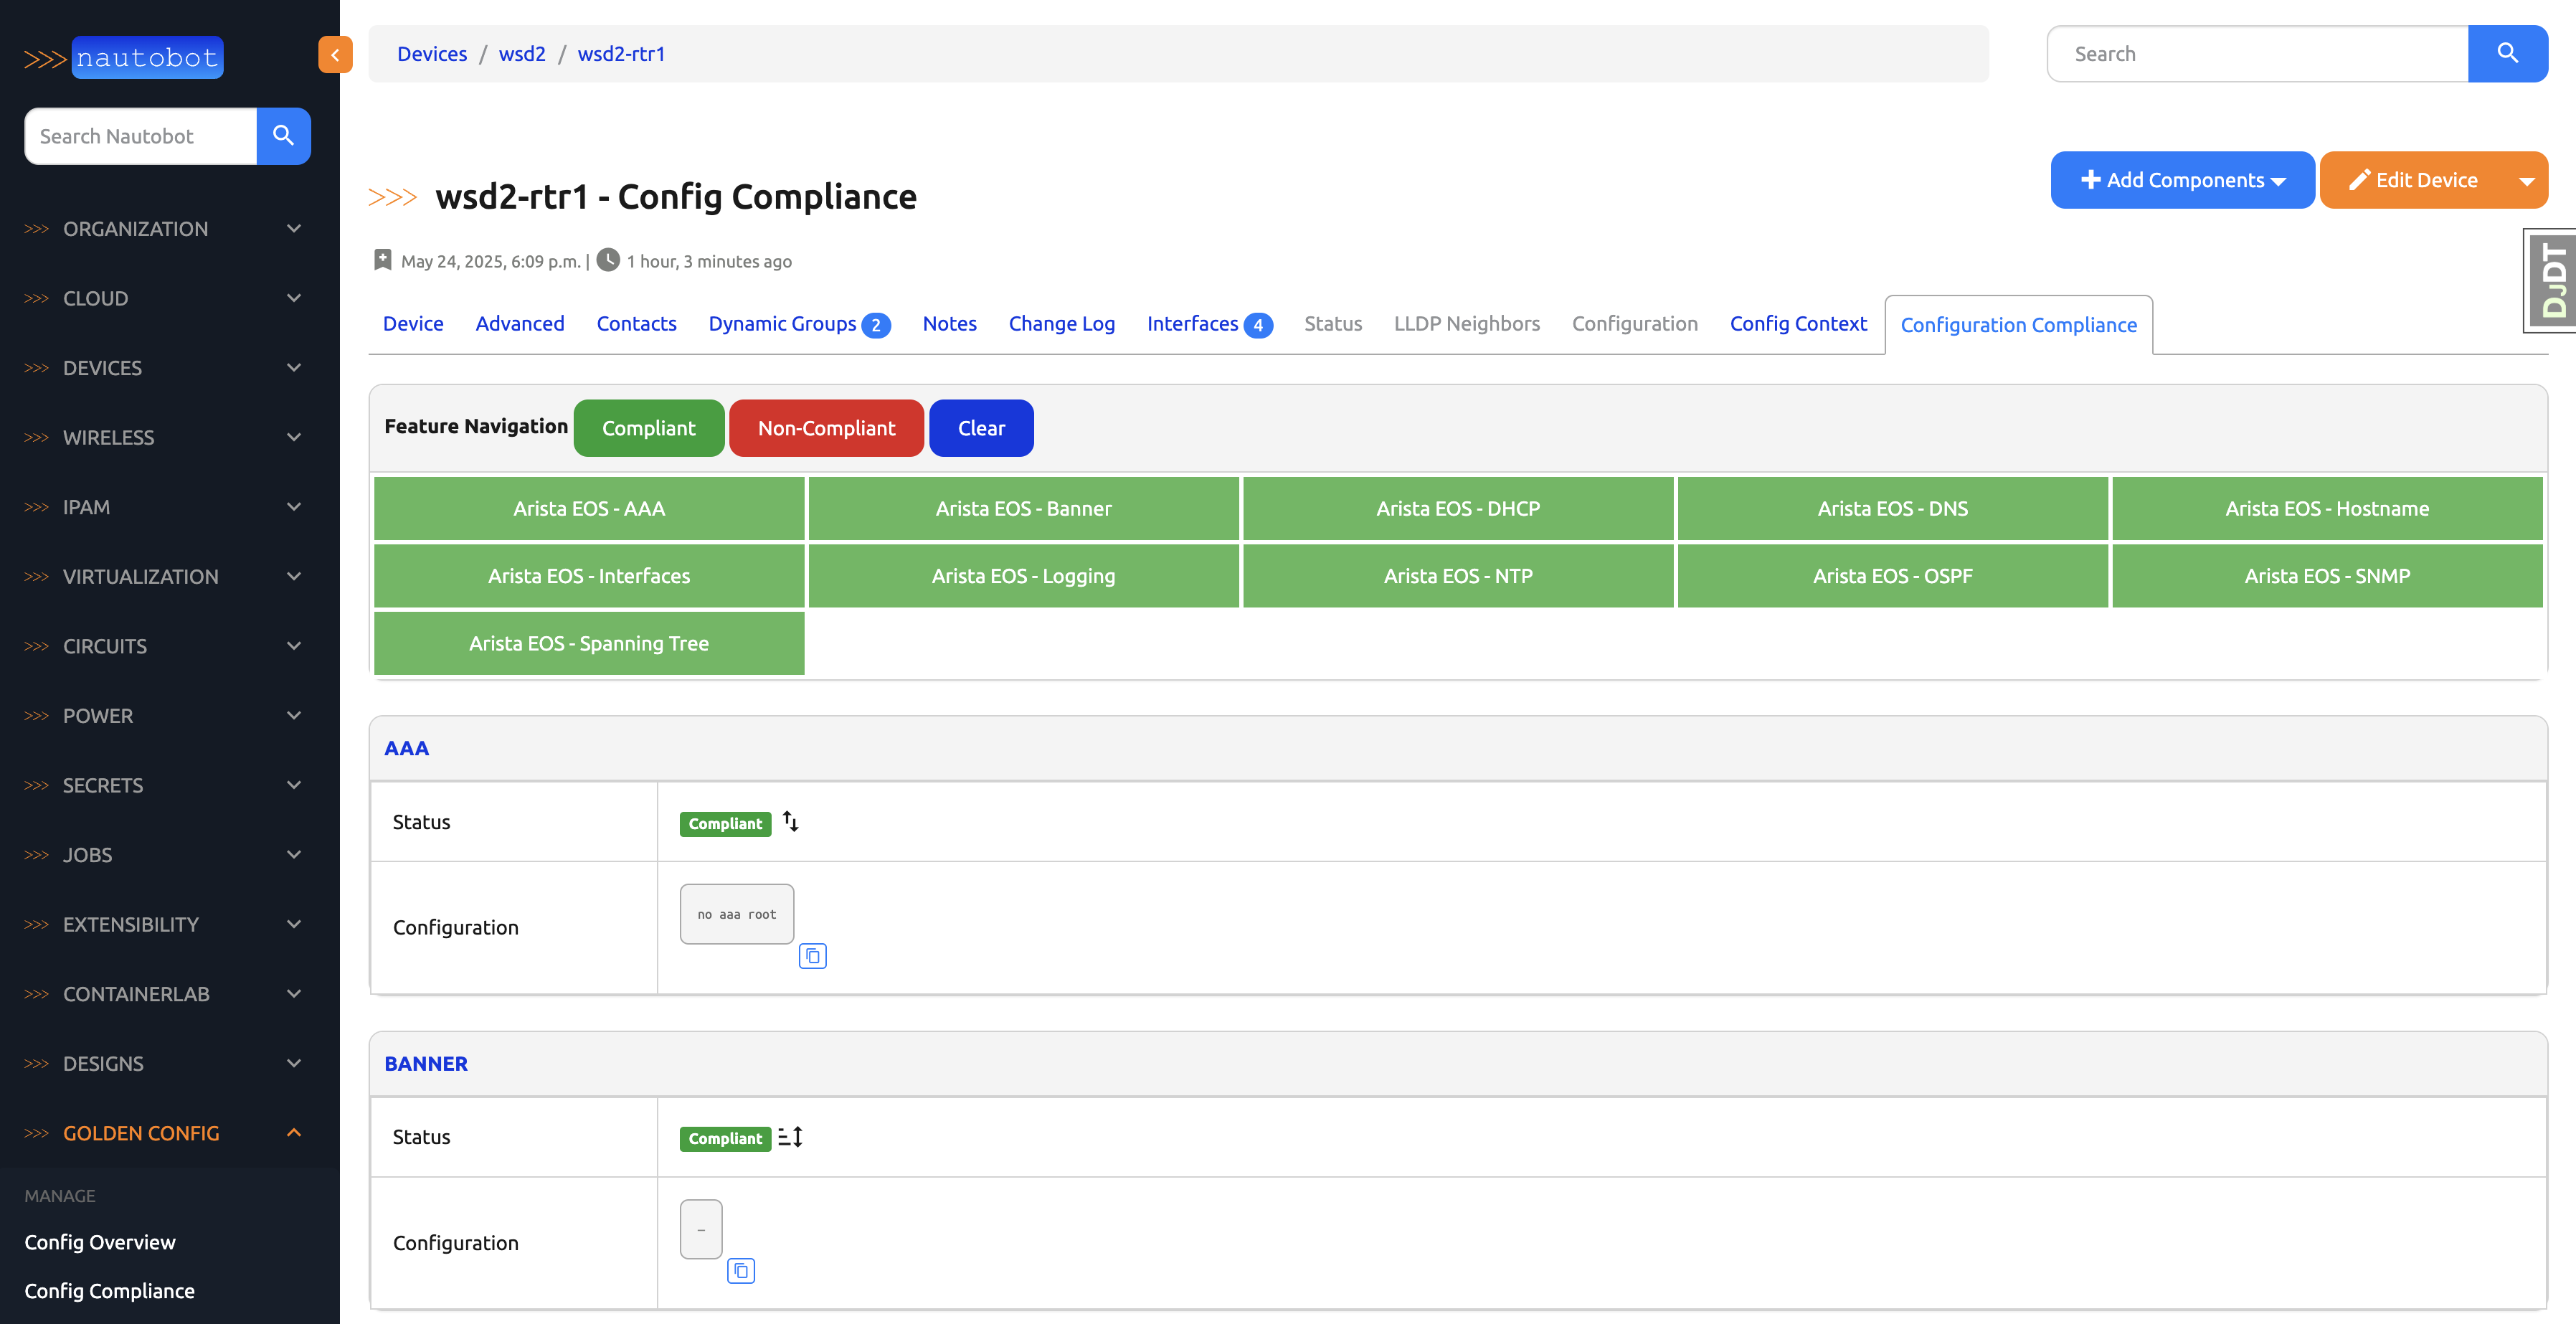 >>> nautobot
Search Nautobot
>>> ORGANIZATION
>>> CLOUD
>>> DEVICES
>>> WIRELESS
>>> IPAM
>>> VIRTUALIZATION
>>> CIRCUITS
>>> POWER
>>> SECRETS
>>> JOBS
>>> EXTENSIBILITY
>>> CONTAINERLAB
>>> DESIGNS
>>> GOLDEN CONFIG
MANAGE
Config Overview
Config Compliance
Devices / wsd2 / wsd2-rtr1
Search
Add Components
Edit Device
>>> wsd2-rtr1 - Config Compliance
May 24, 2025, 6:09 p.m. | 1 hour, 3 minutes ago
DJDT
Device Advanced Contacts Dynamic Groups 2 Notes Change Log Interfaces 4 Status LLDP Neighbors Configuration Config Context Configuration Compliance
Feature Navigation Compliant Non-Compliant Clear
Arista EOS - AAA Arista EOS - Banner Arista EOS - DHCP Arista EOS - DNS Arista EOS - Hostname
Arista EOS - Interfaces Arista EOS - Logging Arista EOS - NTP Arista EOS - OSPF Arista EOS - SNMP
Arista EOS - Spanning Tree
AAA
Status Compliant
Configuration no aaa root
BANNER
Status Compliant
Configuration —